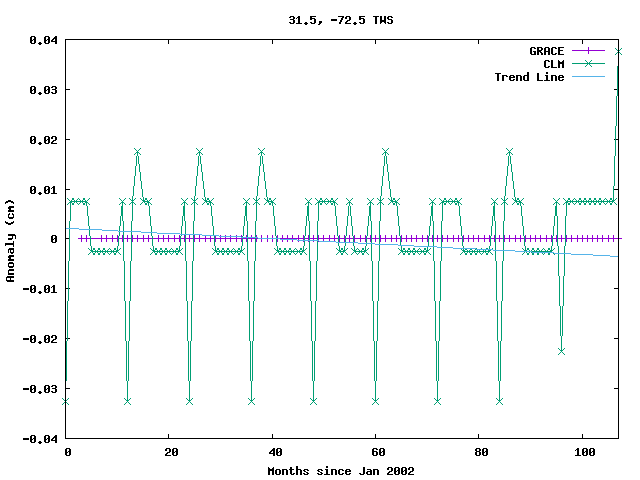 31.5, -72.5 TWS
GRACE
CLM
Trend Line
0.04
0.03
0.02
0.01
0
-0.01
-0.02
-0.03
-0.04
Anomaly (cm)
0 20 40 60 80 100
Months since Jan 2002